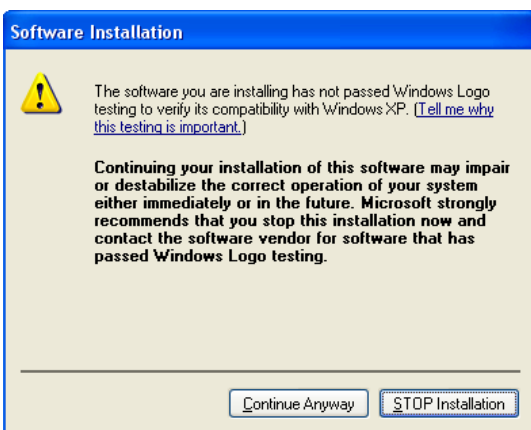 Software Installation
The software you are installing has not passed Windows Logo
testing to verify its compatibility with Windows XP. (Tell me why
this testing is important.)
Continuing your installation of this software may impair
or destabilize the correct operation of your system
either immediately or in the future. Microsoft strongly
recommends that you stop this installation now and
contact the software vendor for software that has
passed Windows Logo testing.
Continue Anyway
STOP Installation